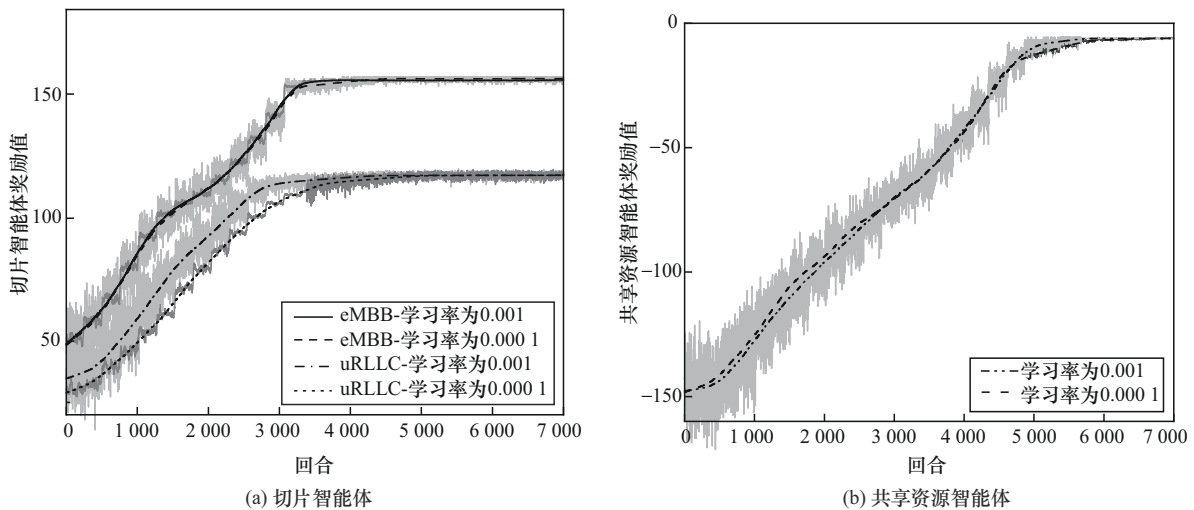 切片智能体奖励值
150
100
50
eMBB-学习率为0.001
eMBB-学习率为0.000 1
uRLLC-学习率为0.001
uRLLC-学习率为0.000 1
0 1 000 2 000 3 000 4 000 5 000 6 000 7 000
回合
(a) 切片智能体
共享资源智能体奖励值
0
−50
−100
−150
学习率为0.001
学习率为0.000 1
0 1 000 2 000 3 000 4 000 5 000 6 000 7 000
回合
(b) 共享资源智能体